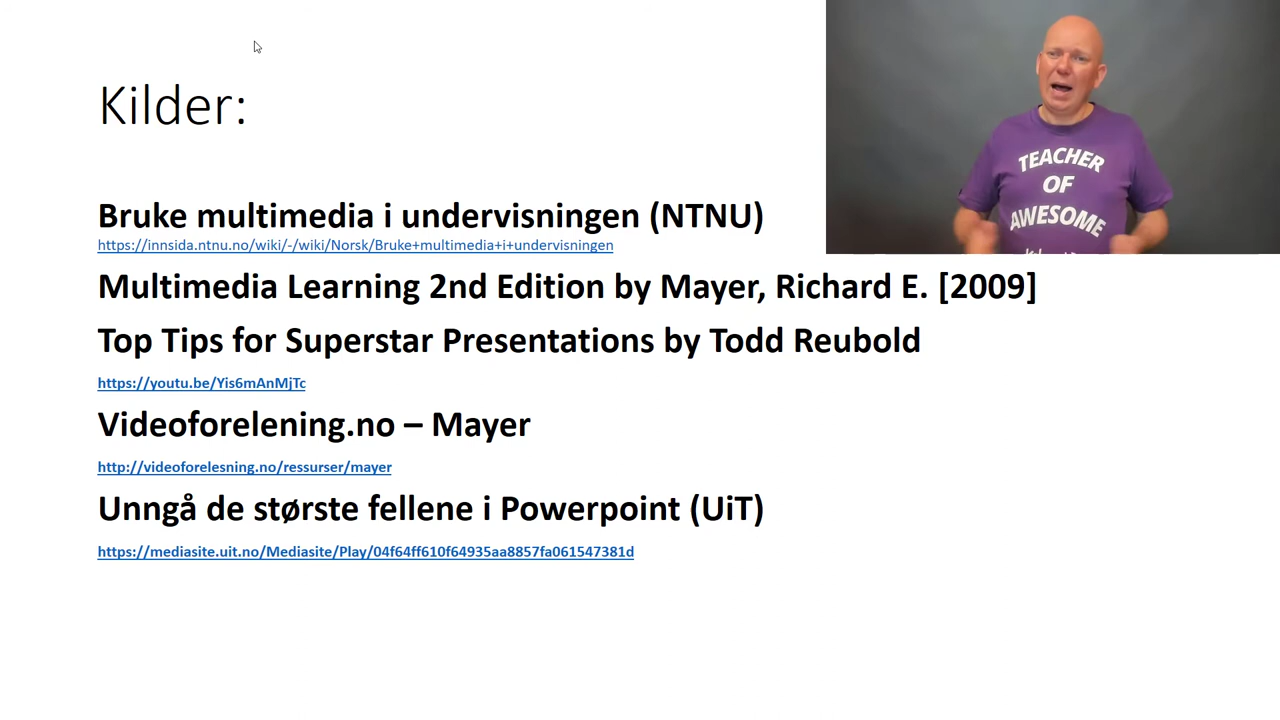 Kilder:
Bruke multimedia i undervisningen (NTNU)
https://innsida.ntnu.no/wiki/-/wiki/Norsk/Bruke+multimedia+i+undervisningen
Multimedia Learning 2nd Edition by Mayer, Richard E. [2009]
Top Tips for Superstar Presentations by Todd Reubold
https://youtu.be/Yis6mAnMjTc
Videoforelening.no – Mayer
http://videoforelesning.no/ressurser/mayer
Unngå de største fellene i Powerpoint (UiT)
https://mediasite.uit.no/Mediasite/Play/04f64ff610f64935aa8857fa061547381d
TEACHER
OF
AWESOME